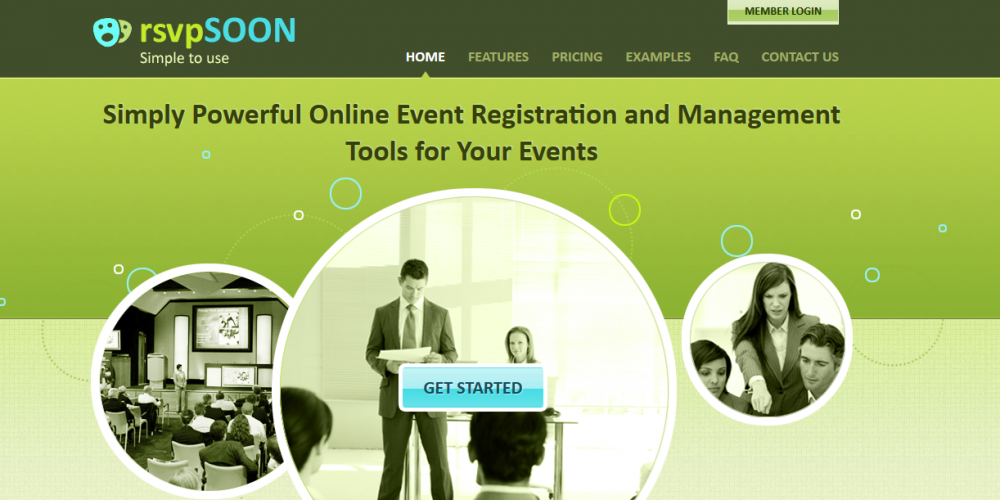 MEMBER LOGIN
rsvpSOON
Simple to use
HOME FEATURES PRICING EXAMPLES FAQ CONTACT US
Simply Powerful Online Event Registration and Management
Tools for Your Events
GET STARTED